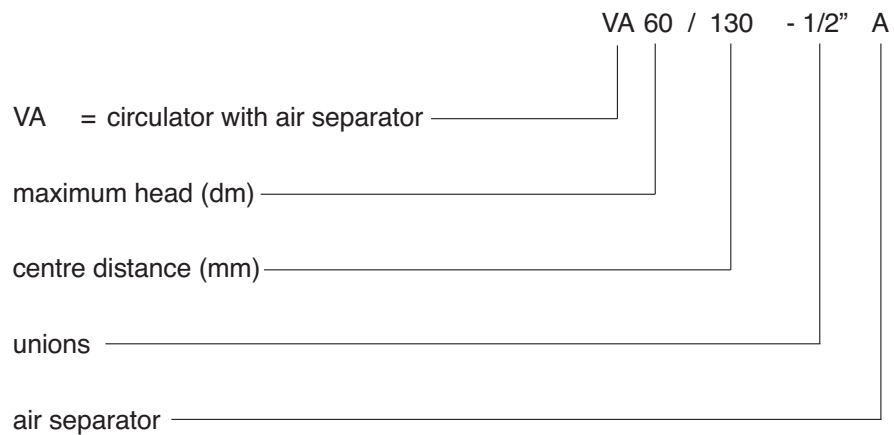 VA 60 / 130 - 1/2” A
VA = circulator with air separator
maximum head (dm)
centre distance (mm)
unions
air separator